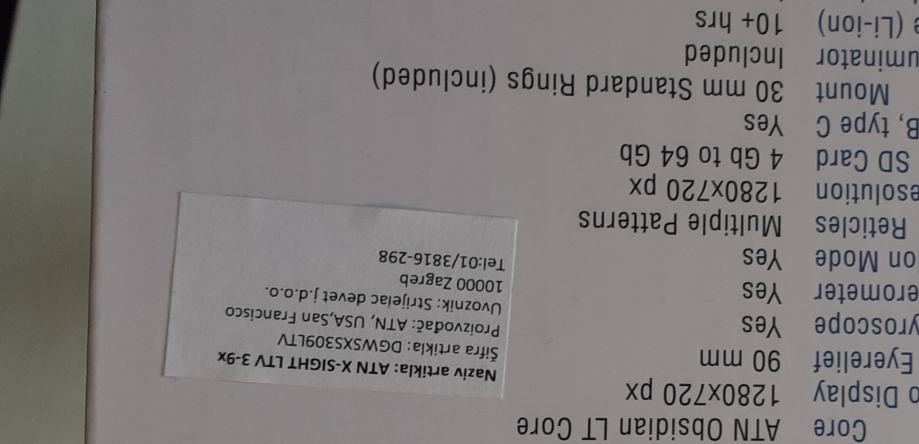 Core ATN Obsidian LT Core
Display 1280x720 px
Eyerelief 90 mm
yroscope Yes
erometer Yes
on Mode Yes
Reticles Multiple Patterns
esolution 1280x720 px
SD Card 4 Gb to 64 Gb
B, type C Yes
Mount 30 mm Standard Rings (included)
uminator Included
(Li-ion) 10+ hrs
Naziv artikla: ATN X-SIGHT LTV 3-9x
Šifra artikla: DGWSXS309LTV
Proizvođač: ATN, USA,San Francisco
Uvoznik: Strijelac devet j.d.o.o.
10000 Zagreb
Tel:01/3816-298